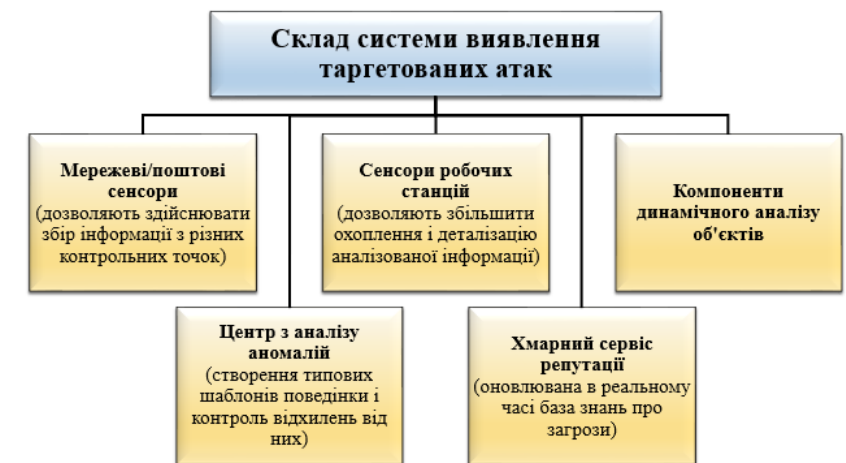 Склад системи виявлення
таргетованих атак
Мережеві/поштові
сенсори
(дозволяють здійснювати
збір інформації з різних
контрольних точок)
Сенсори робочих
станцій
(дозволяють збільшити
охоплення і деталізацію
аналізованої інформації)
Компоненти
динамічного аналізу
об'єктів
Центр з аналізу
аномалій
(створення типових
шаблонів поведінки і
контроль відхилень від
них)
Хмарний сервіс
репутації
(оновлювана в реальному
часі база знань про
загрози)